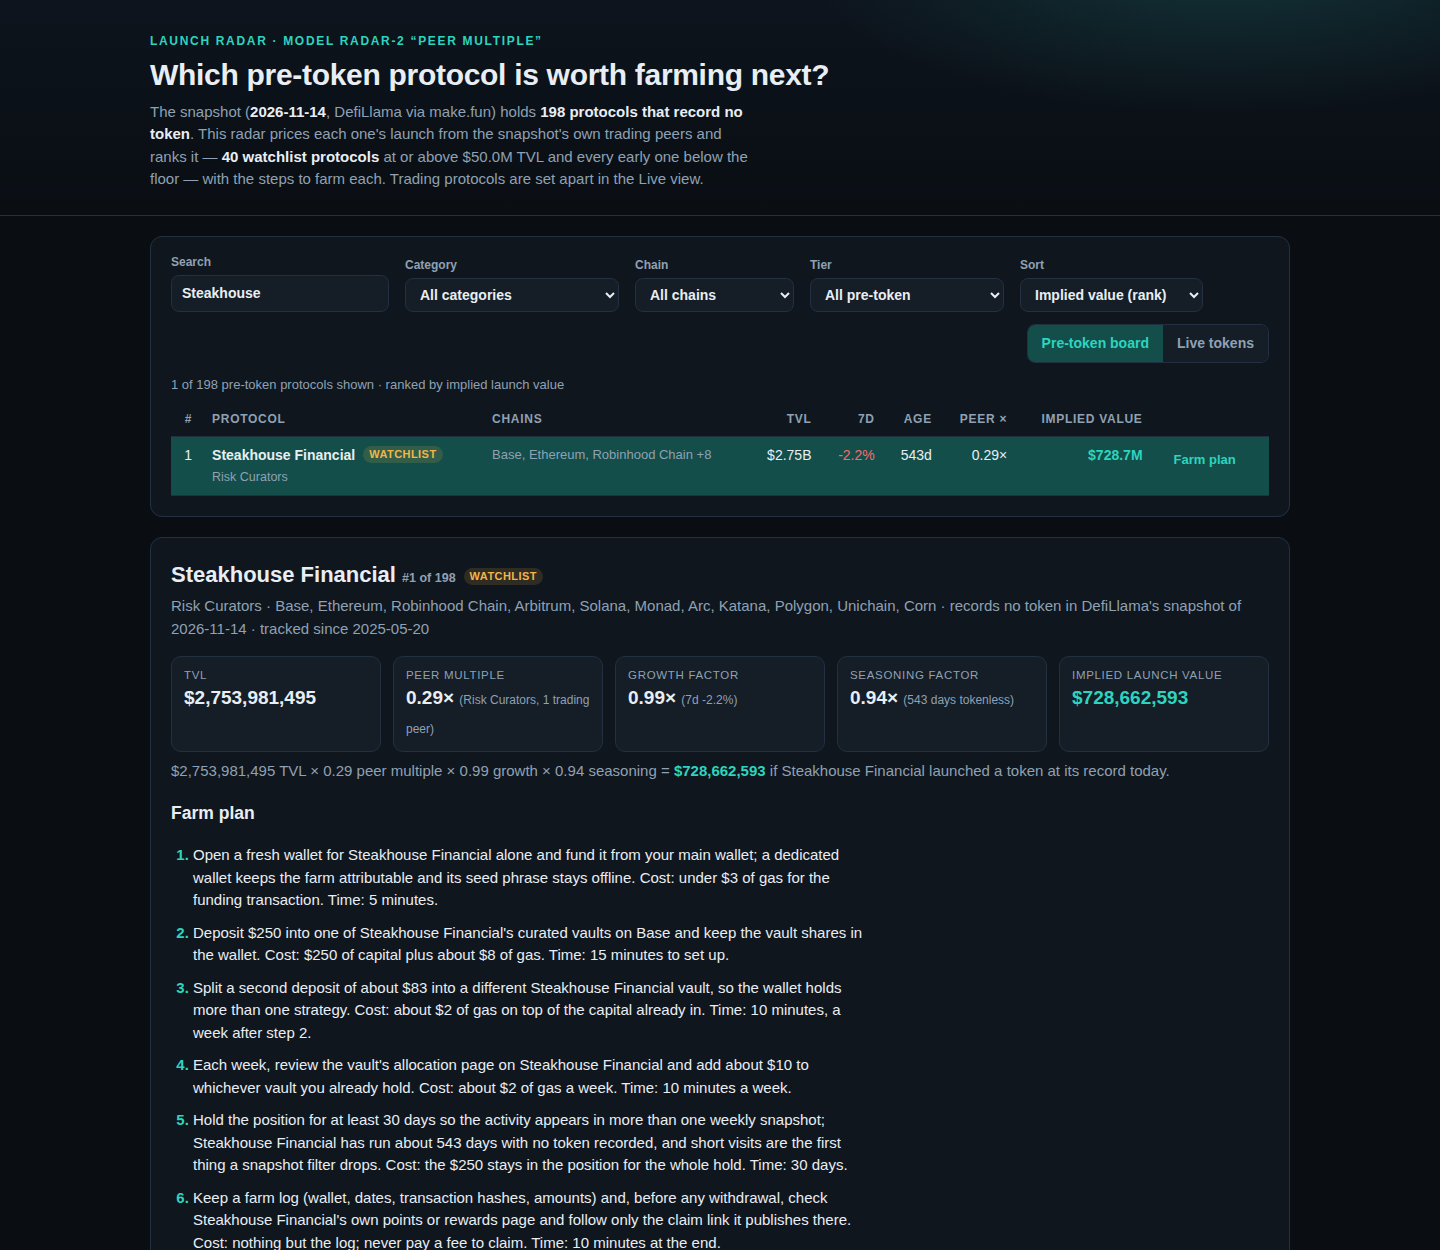 LAUNCH RADAR · MODEL RADAR-2 “PEER MULTIPLE”
Which pre-token protocol is worth farming next?
The snapshot (2026-11-14, DefiLlama via make.fun) holds 198 protocols that record no
token. This radar prices each one's launch from the snapshot's own trading peers and
ranks it — 40 watchlist protocols at or above $50.0M TVL and every early one below the
floor — with the steps to farm each. Trading protocols are set apart in the Live view.
Search
Category
Chain
Tier
Sort
Steakhouse
All categories
All chains
All pre-token
Implied value (rank)
Pre-token board
Live tokens
1 of 198 pre-token protocols shown · ranked by implied launch value
# PROTOCOL CHAINS TVL 7D AGE PEER × IMPLIED VALUE
1 Steakhouse Financial WATCHLIST Base, Ethereum, Robinhood Chain +8 $2.75B -2.2% 543d 0.29× $728.7M Farm plan
Risk Curators
Steakhouse Financial #1 of 198 WATCHLIST
Risk Curators · Base, Ethereum, Robinhood Chain, Arbitrum, Solana, Monad, Arc, Katana, Polygon, Unichain, Corn · records no token in DefiLlama's snapshot of
2026-11-14 · tracked since 2025-05-20
TVL
$2,753,981,495
PEER MULTIPLE
0.29× (Risk Curators, 1 trading
peer)
GROWTH FACTOR
0.99× (7d -2.2%)
SEASONING FACTOR
0.94× (543 days tokenless)
IMPLIED LAUNCH VALUE
$728,662,593
$2,753,981,495 TVL × 0.29 peer multiple × 0.99 growth × 0.94 seasoning = $728,662,593 if Steakhouse Financial launched a token at its record today.
Farm plan
1. Open a fresh wallet for Steakhouse Financial alone and fund it from your main wallet; a dedicated
wallet keeps the farm attributable and its seed phrase stays offline. Cost: under $3 of gas for the
funding transaction. Time: 5 minutes.
2. Deposit $250 into one of Steakhouse Financial's curated vaults on Base and keep the vault shares in
the wallet. Cost: $250 of capital plus about $8 of gas. Time: 15 minutes to set up.
3. Split a second deposit of about $83 into a different Steakhouse Financial vault, so the wallet holds
more than one strategy. Cost: about $2 of gas on top of the capital already in. Time: 10 minutes, a
week after step 2.
4. Each week, review the vault's allocation page on Steakhouse Financial and add about $10 to
whichever vault you already hold. Cost: about $2 of gas a week. Time: 10 minutes a week.
5. Hold the position for at least 30 days so the activity appears in more than one weekly snapshot;
Steakhouse Financial has run about 543 days with no token recorded, and short visits are the first
thing a snapshot filter drops. Cost: the $250 stays in the position for the whole hold. Time: 30 days.
6. Keep a farm log (wallet, dates, transaction hashes, amounts) and, before any withdrawal, check
Steakhouse Financial's own points or rewards page and follow only the claim link it publishes there.
Cost: nothing but the log; never pay a fee to claim. Time: 10 minutes at the end.